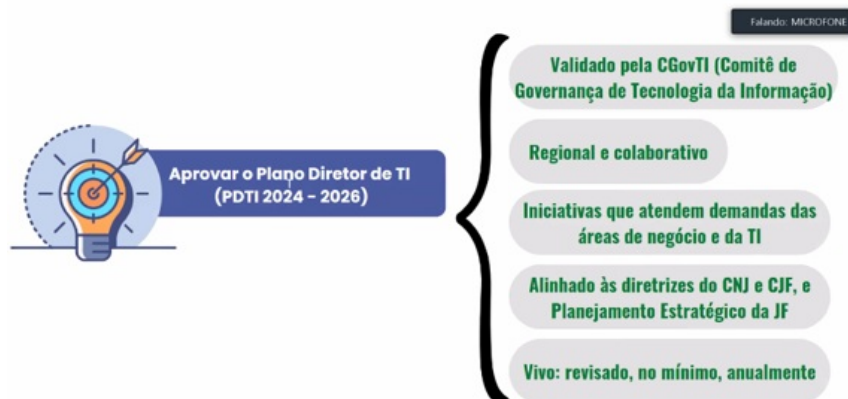 Falando: MICROFONE
Aprovar o Plano Diretor de TI
(PDTI 2024 - 2026)
Validado pela CGovTI (Comitê de
Governança de Tecnologia da Informação)
Regional e colaborativo
Iniciativas que atendem demandas das
áreas de negócio e da TI
Alinhado às diretrizes do CNJ e CJF, e
Planejamento Estratégico da JF
Vivo: revisado, no mínimo, anualmente